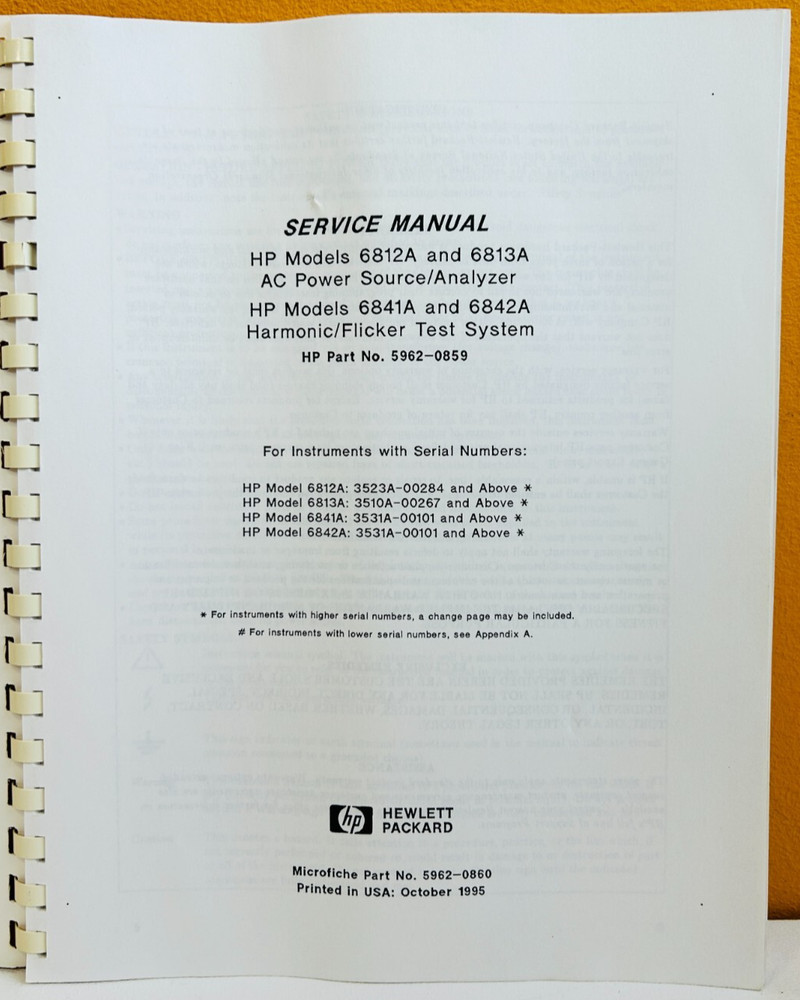 SERVICE MANUAL
HP Models 6812A and 6813A
AC Power Source/Analyzer
HP Models 6841A and 6842A
Harmonic/Flicker Test System
HP Part No. 5962-0859
For Instruments with Serial Numbers:
HP Model 6812A: 3523A-00284 and Above *
HP Model 6813A: 3510A-00267 and Above *
HP Model 6841A: 3531A-00101 and Above *
HP Model 6842A: 3531A-00101 and Above *
* For instruments with higher serial numbers, a change page may be included.
# For instruments with lower serial numbers, see Appendix A.
hp HEWLETT
PACKARD
Microfiche Part No. 5962-0860
Printed in USA: October 1995